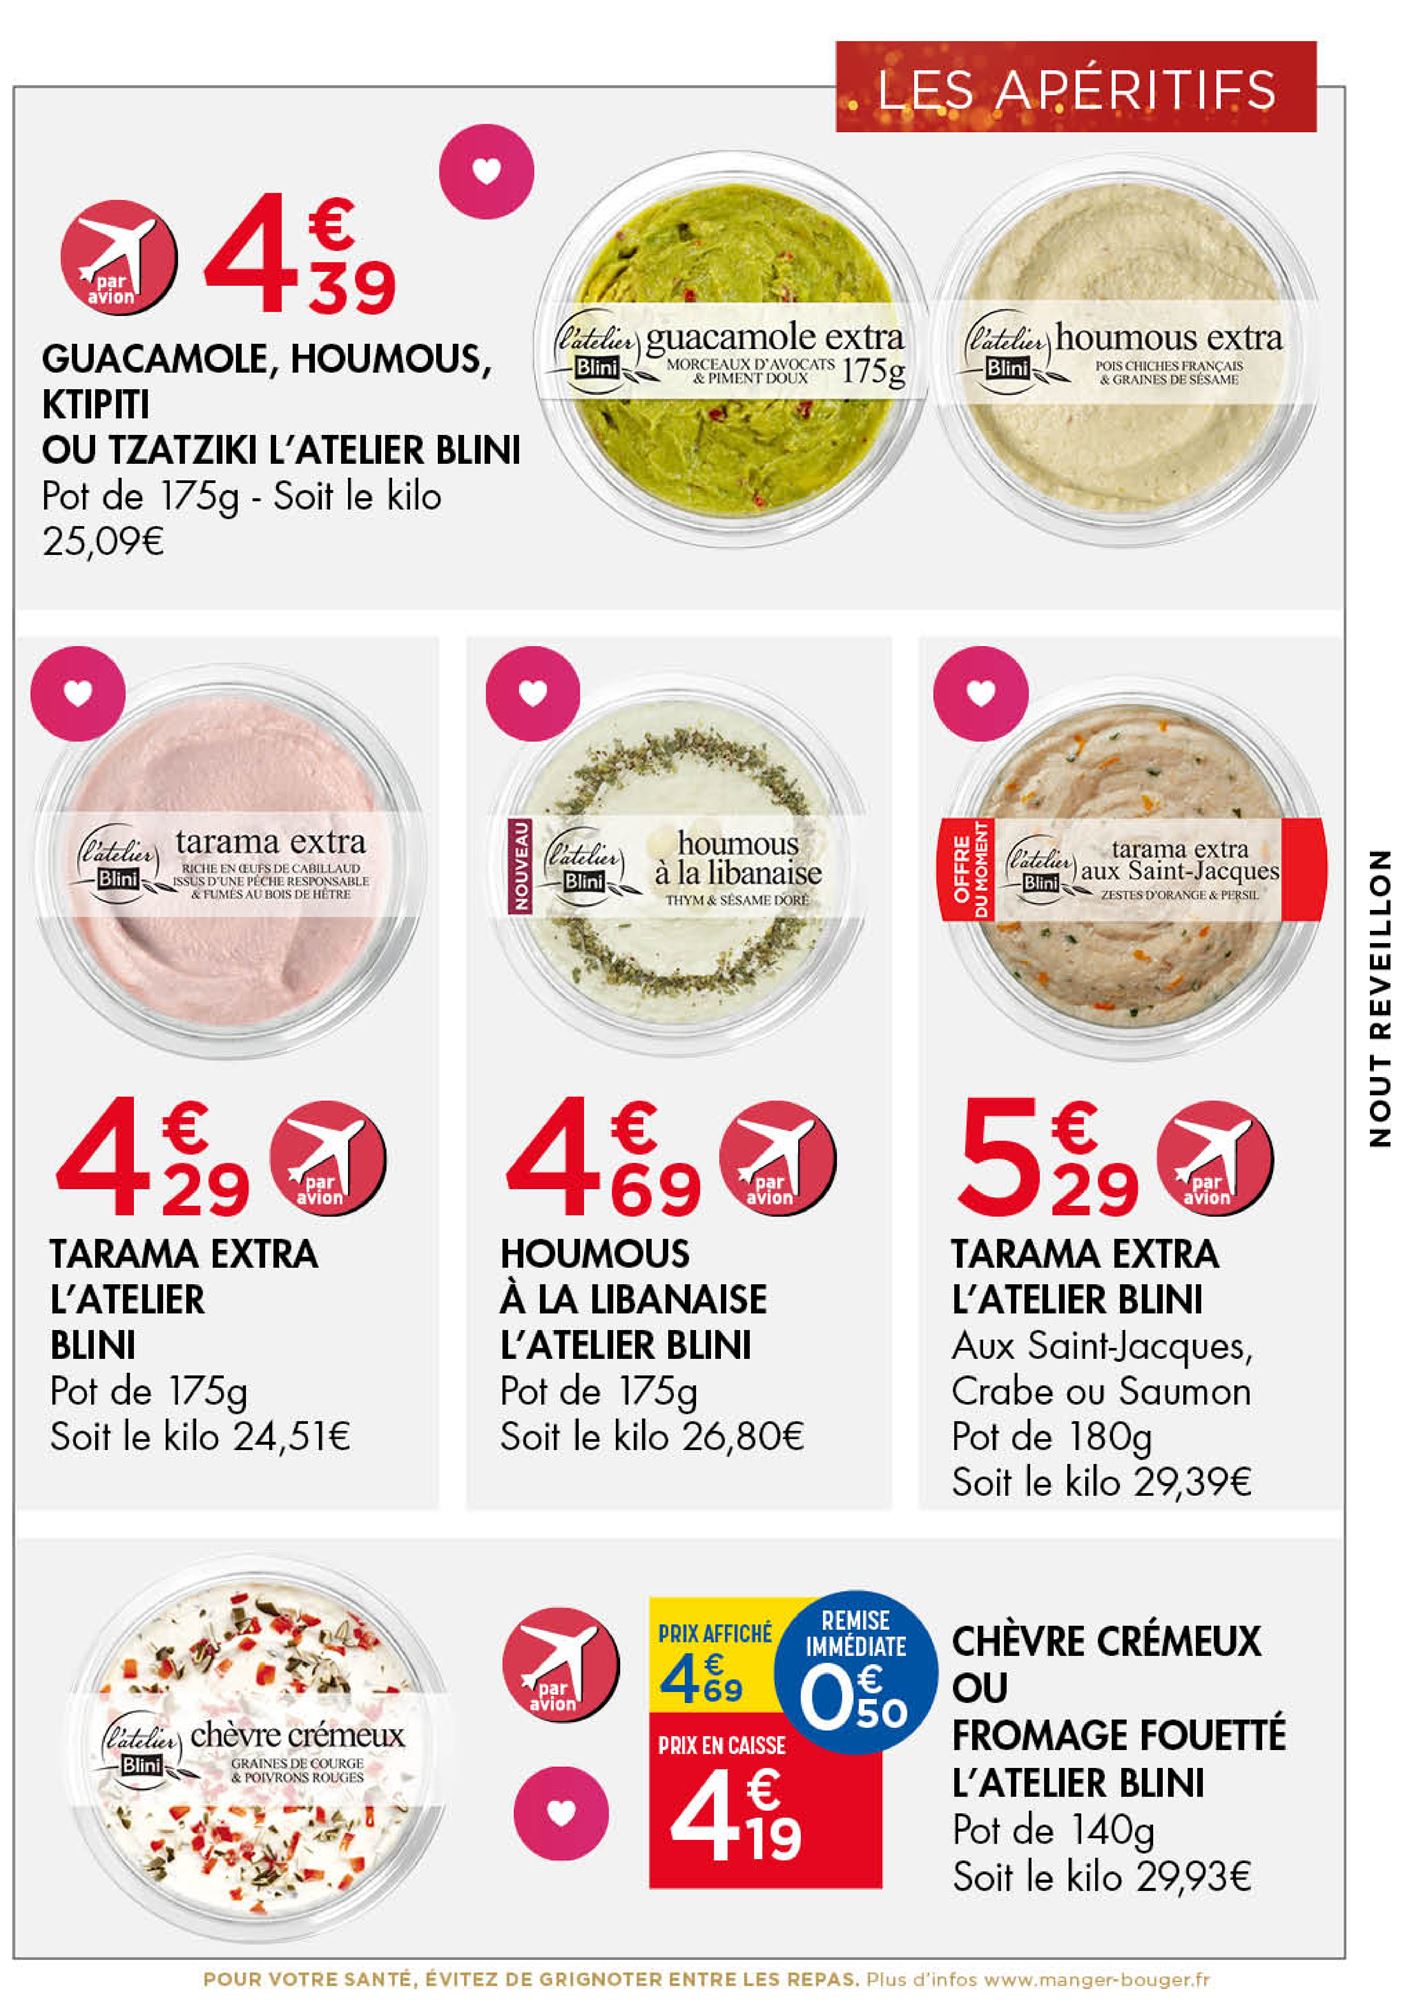 LES APÉRITIFS
par
avion
4€39
GUACAMOLE, HOUMOUS,
KTIPITI
OU TZATZIKI L’ATELIER BLINI
Pot de 175g - Soit le kilo
25,09€
l'atelier
Blini
guacamole extra
MORCEAUX D'AVOCATS
& PIMENT DOUX
175g
l'atelier
Blini
houmous extra
POIS CHICHES FRANÇAIS
& GRAINES DE SÉSAME
l'atelier
Blini
tarama extra
RICHE EN ŒUFS DE CABILLAUD
ISSUS D'UNE PÊCHE RESPONSABLE
& FUMÉS AU BOIS DE HÊTRE
4€29
par
avion
TARAMA EXTRA
L’ATELIER
BLINI
Pot de 175g
Soit le kilo 24,51€
NOUVEAU
l'atelier
Blini
houmous
à la libanaise
THYM & SÉSAME DORÉ
4€69
par
avion
HOUMOUS
À LA LIBANAISE
L’ATELIER BLINI
Pot de 175g
Soit le kilo 26,80€
OFFRE
DU MOMENT
l'atelier
Blini
tarama extra
aux Saint-Jacques
ZESTES D'ORANGE & PERSIL
5€29
par
avion
TARAMA EXTRA
L’ATELIER BLINI
Aux Saint-Jacques,
Crabe ou Saumon
Pot de 180g
Soit le kilo 29,39€
NOUT REVEILLON
l'atelier
Blini
chèvre crémeux
GRAINES DE COURGE
& POIVRONS ROUGES
par
avion
PRIX AFFICHÉ
4€69
REMISE
IMMÉDIATE
0€50
PRIX EN CAISSE
4€19
CHÈVRE CRÉMEUX
OU
FROMAGE FOUETTÉ
L’ATELIER BLINI
Pot de 140g
Soit le kilo 29,93€
POUR VOTRE SANTÉ, ÉVITEZ DE GRIGNOTER ENTRE LES REPAS. Plus d’infos www.manger-bouger.fr